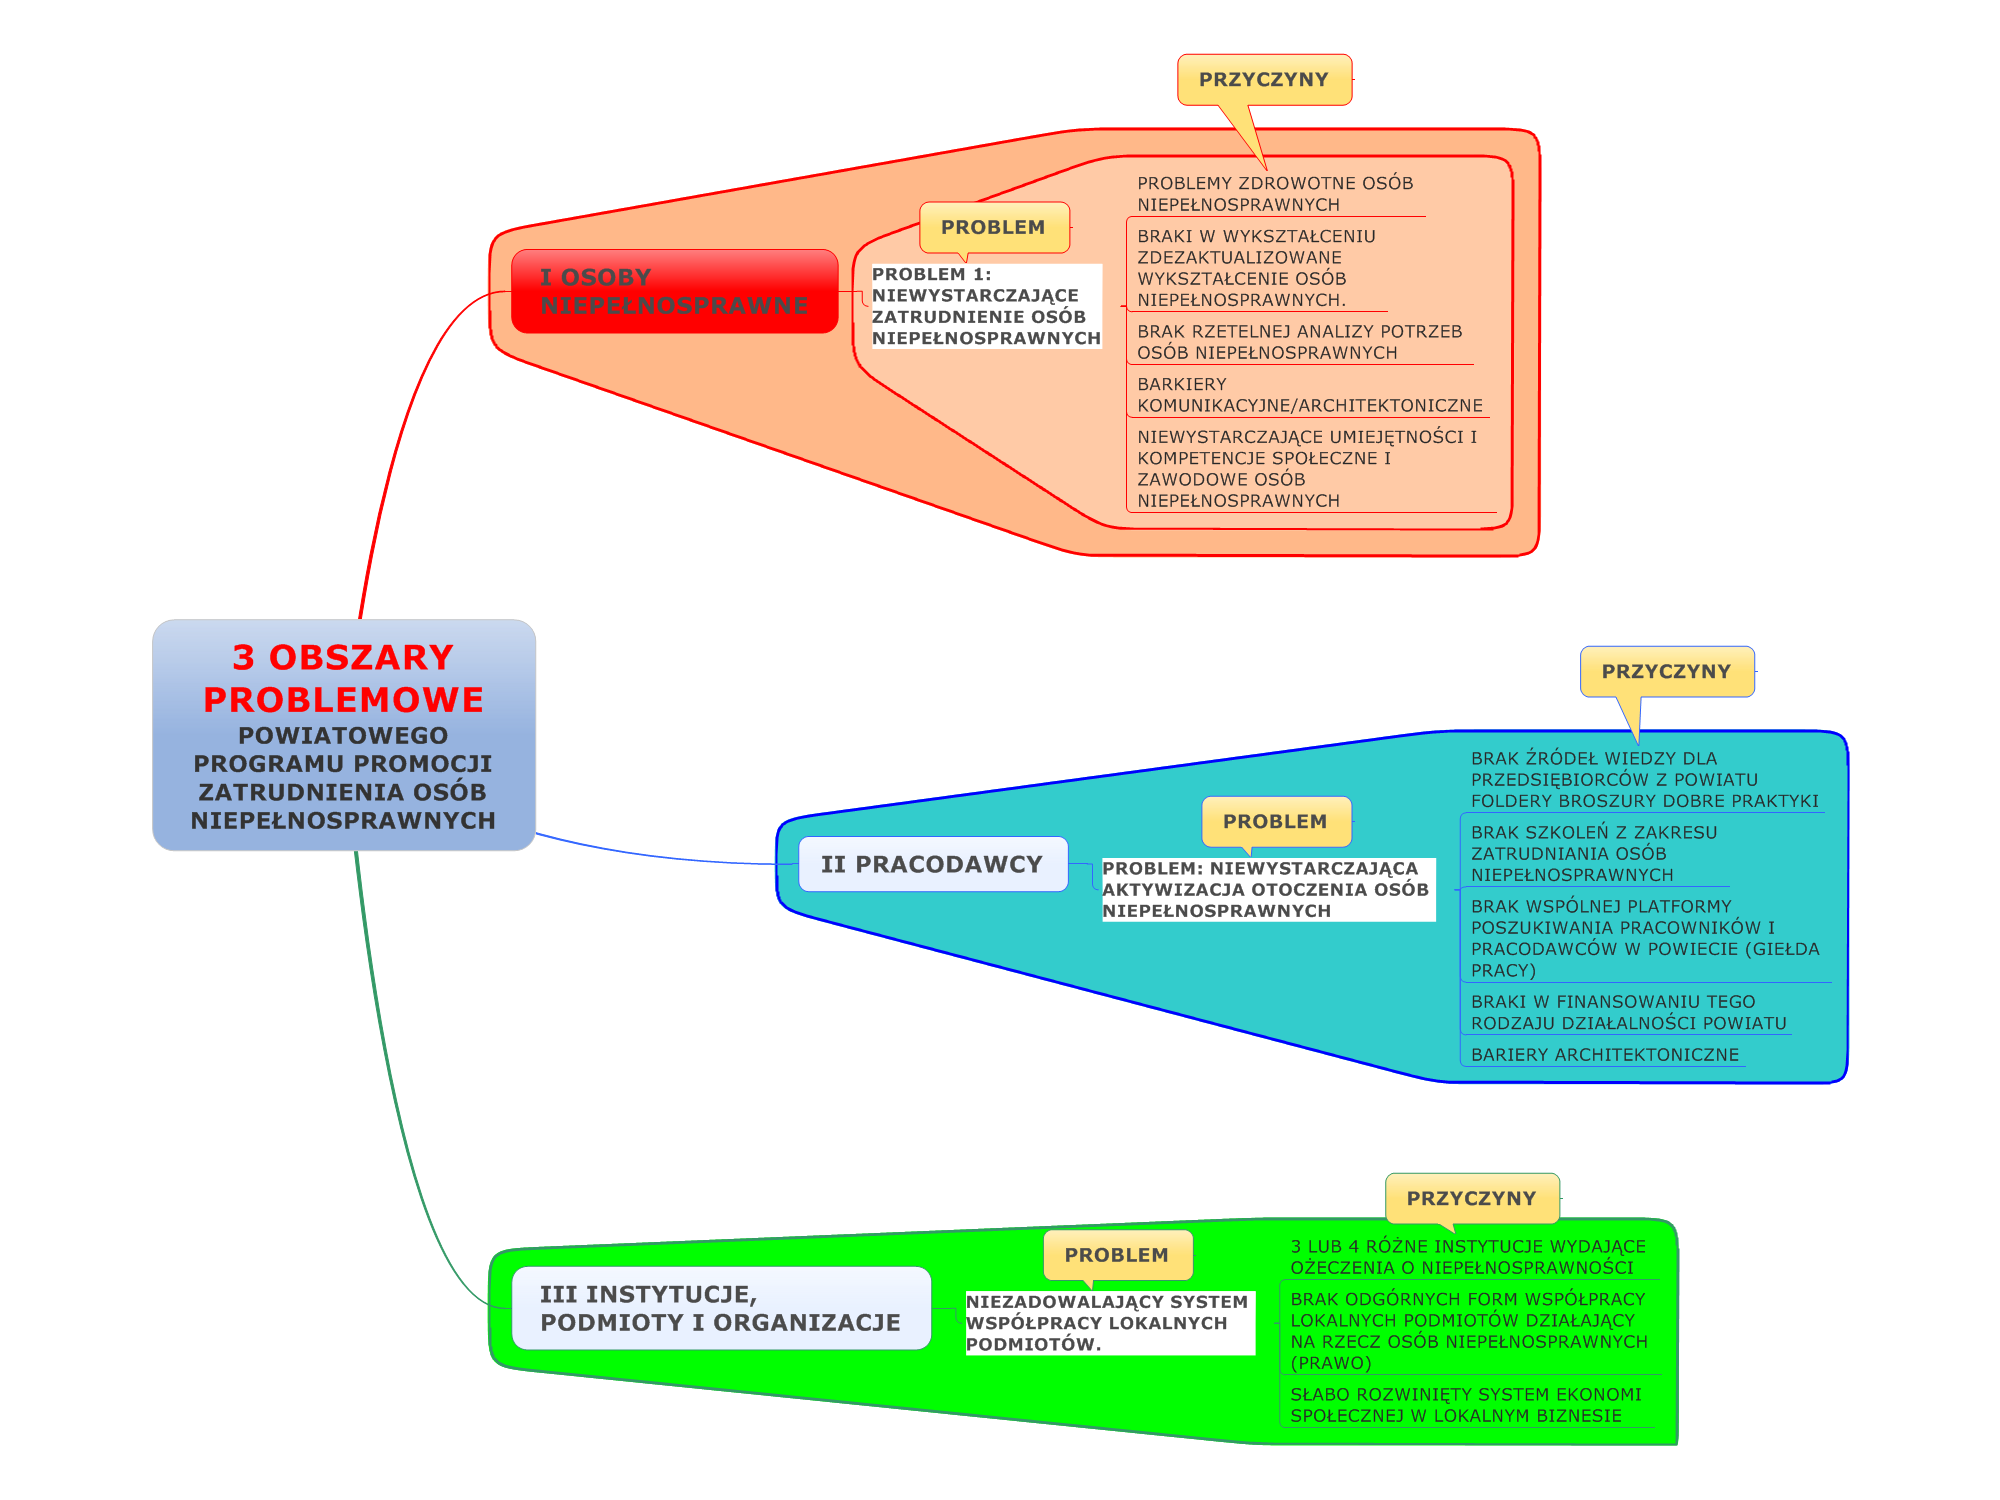 3 OBSZARY
PROBLEMOWE
POWIATOWEGO
PROGRAMU PROMOCJI
ZATRUDNIENIA OSÓB
NIEPEŁNOSPRAWNYCH
I OSOBY
NIEPEŁNOSPRAWNE
PROBLEM
PROBLEM 1:
NIEWYSTARCZAJĄCE
ZATRUDNIENIE OSÓB
NIEPEŁNOSPRAWNYCH
PRZYCZYNY
PROBLEMY ZDROWOTNE OSÓB
NIEPEŁNOSPRAWNYCH
BRAKI W WYKSZTAŁCENIU
ZDEZAKTUALIZOWANE
WYKSZTAŁCENIE OSÓB
NIEPEŁNOSPRAWNYCH.
BRAK RZETELNEJ ANALIZY POTRZEB
OSÓB NIEPEŁNOSPRAWNYCH
BARKIERY
KOMUNIKACYJNE/ARCHITEKTONICZNE
NIEWYSTARCZAJĄCE UMIEJĘTNOŚCI I
KOMPETENCJE SPOŁECZNE I
ZAWODOWE OSÓB
NIEPEŁNOSPRAWNYCH
II PRACODAWCY
PROBLEM
PROBLEM: NIEWYSTARCZAJĄCA
AKTYWIZACJA OTOCZENIA OSÓB
NIEPEŁNOSPRAWNYCH
PRZYCZYNY
BRAK ŹRÓDEŁ WIEDZY DLA
PRZEDSIĘBIORCÓW Z POWIATU
FOLDERY BROSZURY DOBRE PRAKTYKI
BRAK SZKOLEŃ Z ZAKRESU
ZATRUDNIANIA OSÓB
NIEPEŁNOSPRAWNYCH
BRAK WSPÓLNEJ PLATFORMY
POSZUKIWANIA PRACOWNIKÓW I
PRACODAWCÓW W POWIECIE (GIEŁDA
PRACY)
BRAKI W FINANSOWANIU TEGO
RODZAJU DZIAŁALNOŚCI POWIATU
BARIERY ARCHITEKTONICZNE
III INSTYTUCJE,
PODMIOTY I ORGANIZACJE
PROBLEM
NIEZADOWALAJĄCY SYSTEM
WSPÓŁPRACY LOKALNYCH
PODMIOTÓW.
PRZYCZYNY
3 LUB 4 RÓŻNE INSTYTUCJE WYDAJĄCE
OŻECZENIA O NIEPEŁNOSPRAWNOŚCI
BRAK ODGÓRNYCH FORM WSPÓŁPRACY
LOKALNYCH PODMIOTÓW DZIAŁAJĄCY
NA RZECZ OSÓB NIEPEŁNOSPRAWNYCH
(PRAWO)
SŁABO ROZWINIĘTY SYSTEM EKONOMI
SPOŁECZNEJ W LOKALNYM BIZNESIE